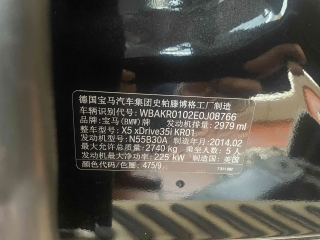 德国宝马汽车集团史帕滕博格工厂制造
车辆识别代号: WBAKR0102E0J08766
品牌: 宝马(BMW)牌 发动机排量: 2979 ml
整车型号: X5 xDrive35i KR01
发动机型号: N55B30A 制造年月: 2014.02
最大允许总质量: 2740 kg 乘坐人数: 5人
发动机最大净功率: 225 kW 制造国: 美国
颜色代码/色圈: 475/9